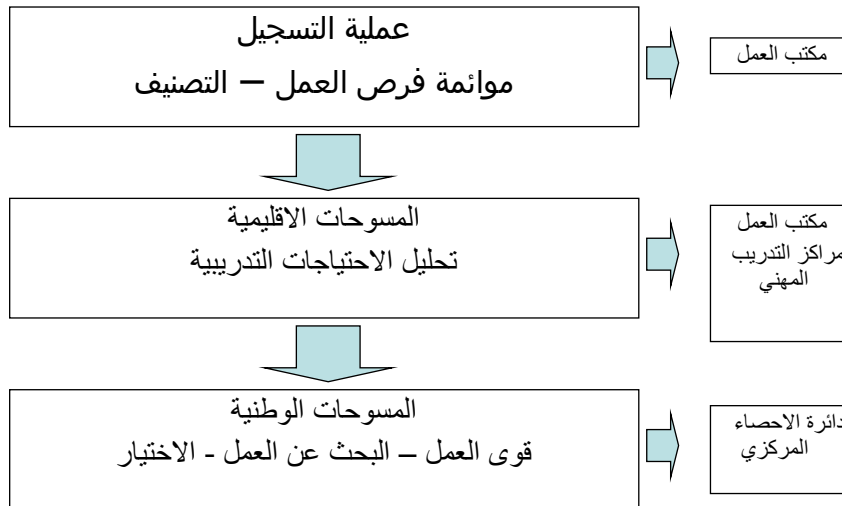 عملية التسجيل
موائمة فرص العمل – التصنيف
مكتب العمل
المسوحات الاقليمية
تحليل الاحتياجات التدريبية
مكتب العمل
مراكز التدريب
المهني
المسوحات الوطنية
قوى العمل – البحث عن العمل - الاختيار
دائرة الاحصاء
المركزي